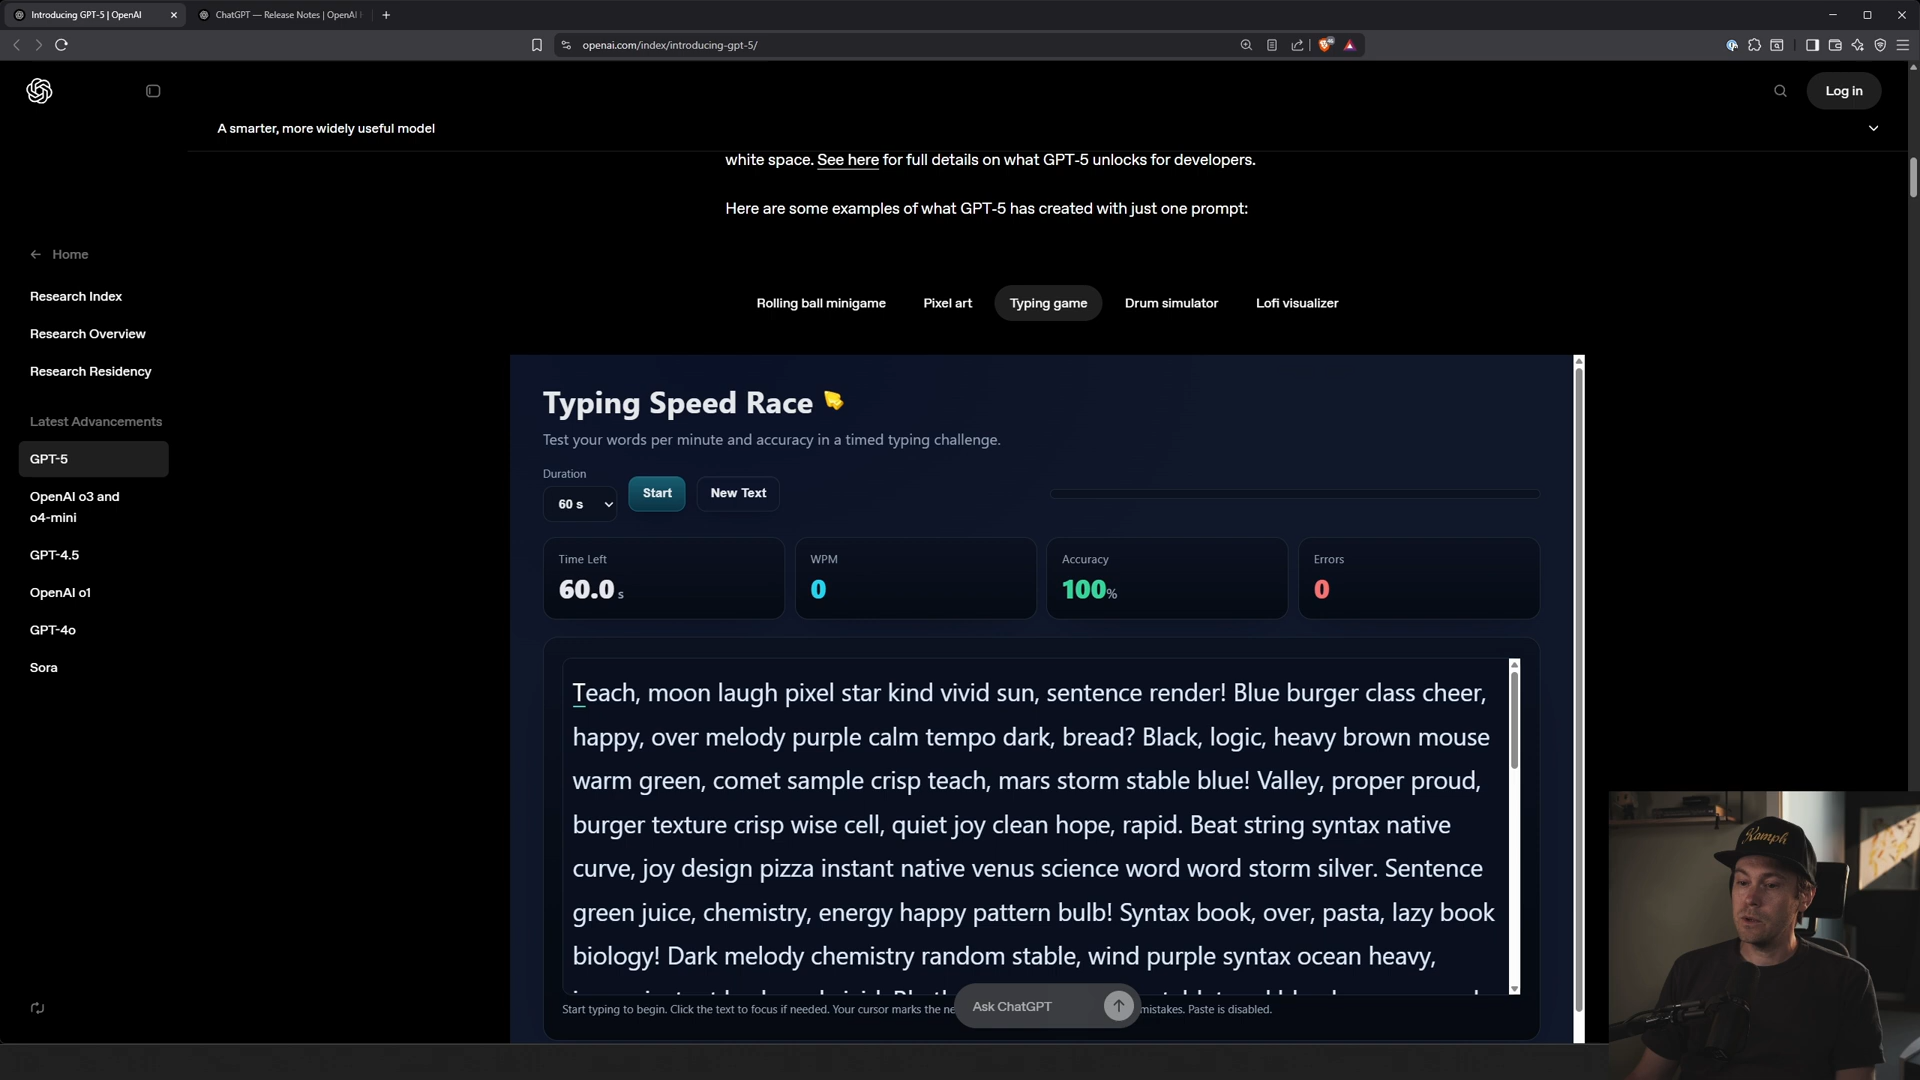 Introducing GPT-5 | OpenAI
ChatGPT — Release Notes | OpenAI
openai.com/index/introducing-gpt-5/
Log in
A smarter, more widely useful model
white space. See here for full details on what GPT-5 unlocks for developers.
Here are some examples of what GPT-5 has created with just one prompt:
Home
Research Index
Research Overview
Research Residency
Latest Advancements
GPT-5
OpenAI o3 and
o4-mini
GPT-4.5
OpenAI o1
GPT-4o
Sora
Rolling ball minigame
Pixel art
Typing game
Drum simulator
Lofi visualizer
Typing Speed Race
Test your words per minute and accuracy in a timed typing challenge.
Duration
60 s
Start
New Text
Time Left
60.0 s
WPM
0
Accuracy
100%
Errors
0
Teach, moon laugh pixel star kind vivid sun, sentence render! Blue burger class cheer,
happy, over melody purple calm tempo dark, bread? Black, logic, heavy brown mouse
warm green, comet sample crisp teach, mars storm stable blue! Valley, proper proud,
burger texture crisp wise cell, quiet joy clean hope, rapid. Beat string syntax native
curve, joy design pizza instant native venus science word word storm silver. Sentence
green juice, chemistry, energy happy pattern bulb! Syntax book, over, pasta, lazy book
biology! Dark melody chemistry random stable, wind purple syntax ocean heavy,
Start typing to begin. Click the text to focus if needed. Your cursor marks the
mistakes. Paste is disabled.
Ask ChatGPT
Kamph